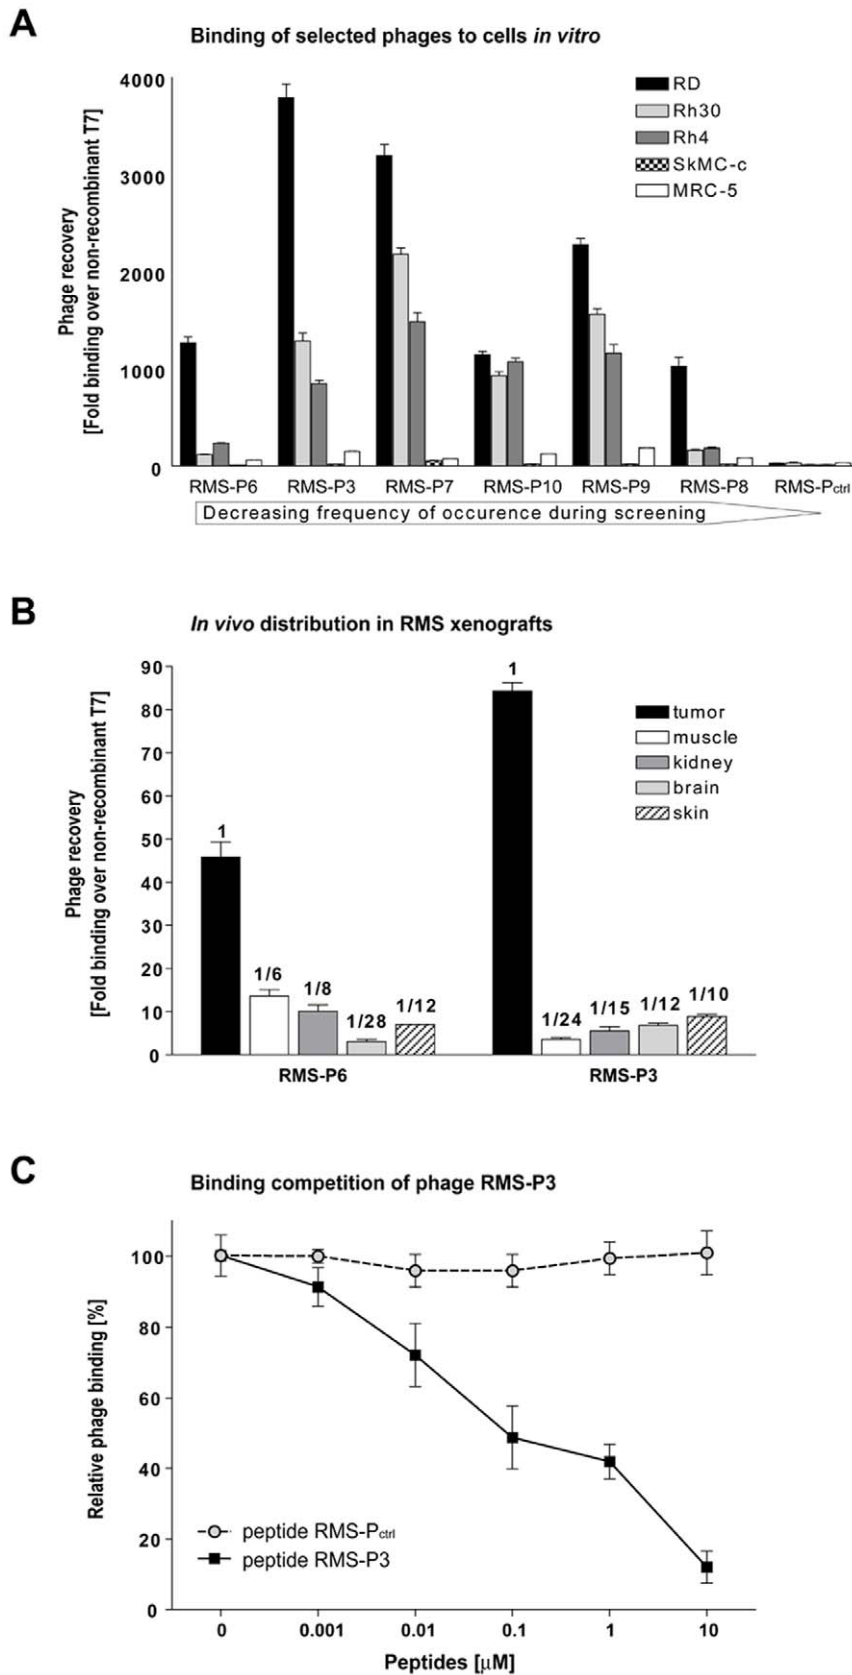 A
Binding of selected phages to cells in vitro
Phage recovery
[Fold binding over non-recombinant T7]
4000
3000
2000
1000
0
RD
Rh30
Rh4
SkMC-c
MRC-5
RMS-P6 RMS-P3 RMS-P7 RMS-P10 RMS-P9 RMS-P8 RMS-Pctrl
Decreasing frequency of occurence during screening
B
In vivo distribution in RMS xenografts
Phage recovery
[Fold binding over non-recombinant T7]
90
80
70
60
50
40
30
20
10
0
tumor
muscle
kidney
brain
skin
1 1/6 1/8 1/28 1/12
1 1/24 1/15 1/12 1/10
RMS-P6 RMS-P3
C
Binding competition of phage RMS-P3
Relative phage binding [%]
100
80
60
40
20
0
peptide RMS-Pctrl
peptide RMS-P3
0 0.001 0.01 0.1 1 10
Peptides [µM]